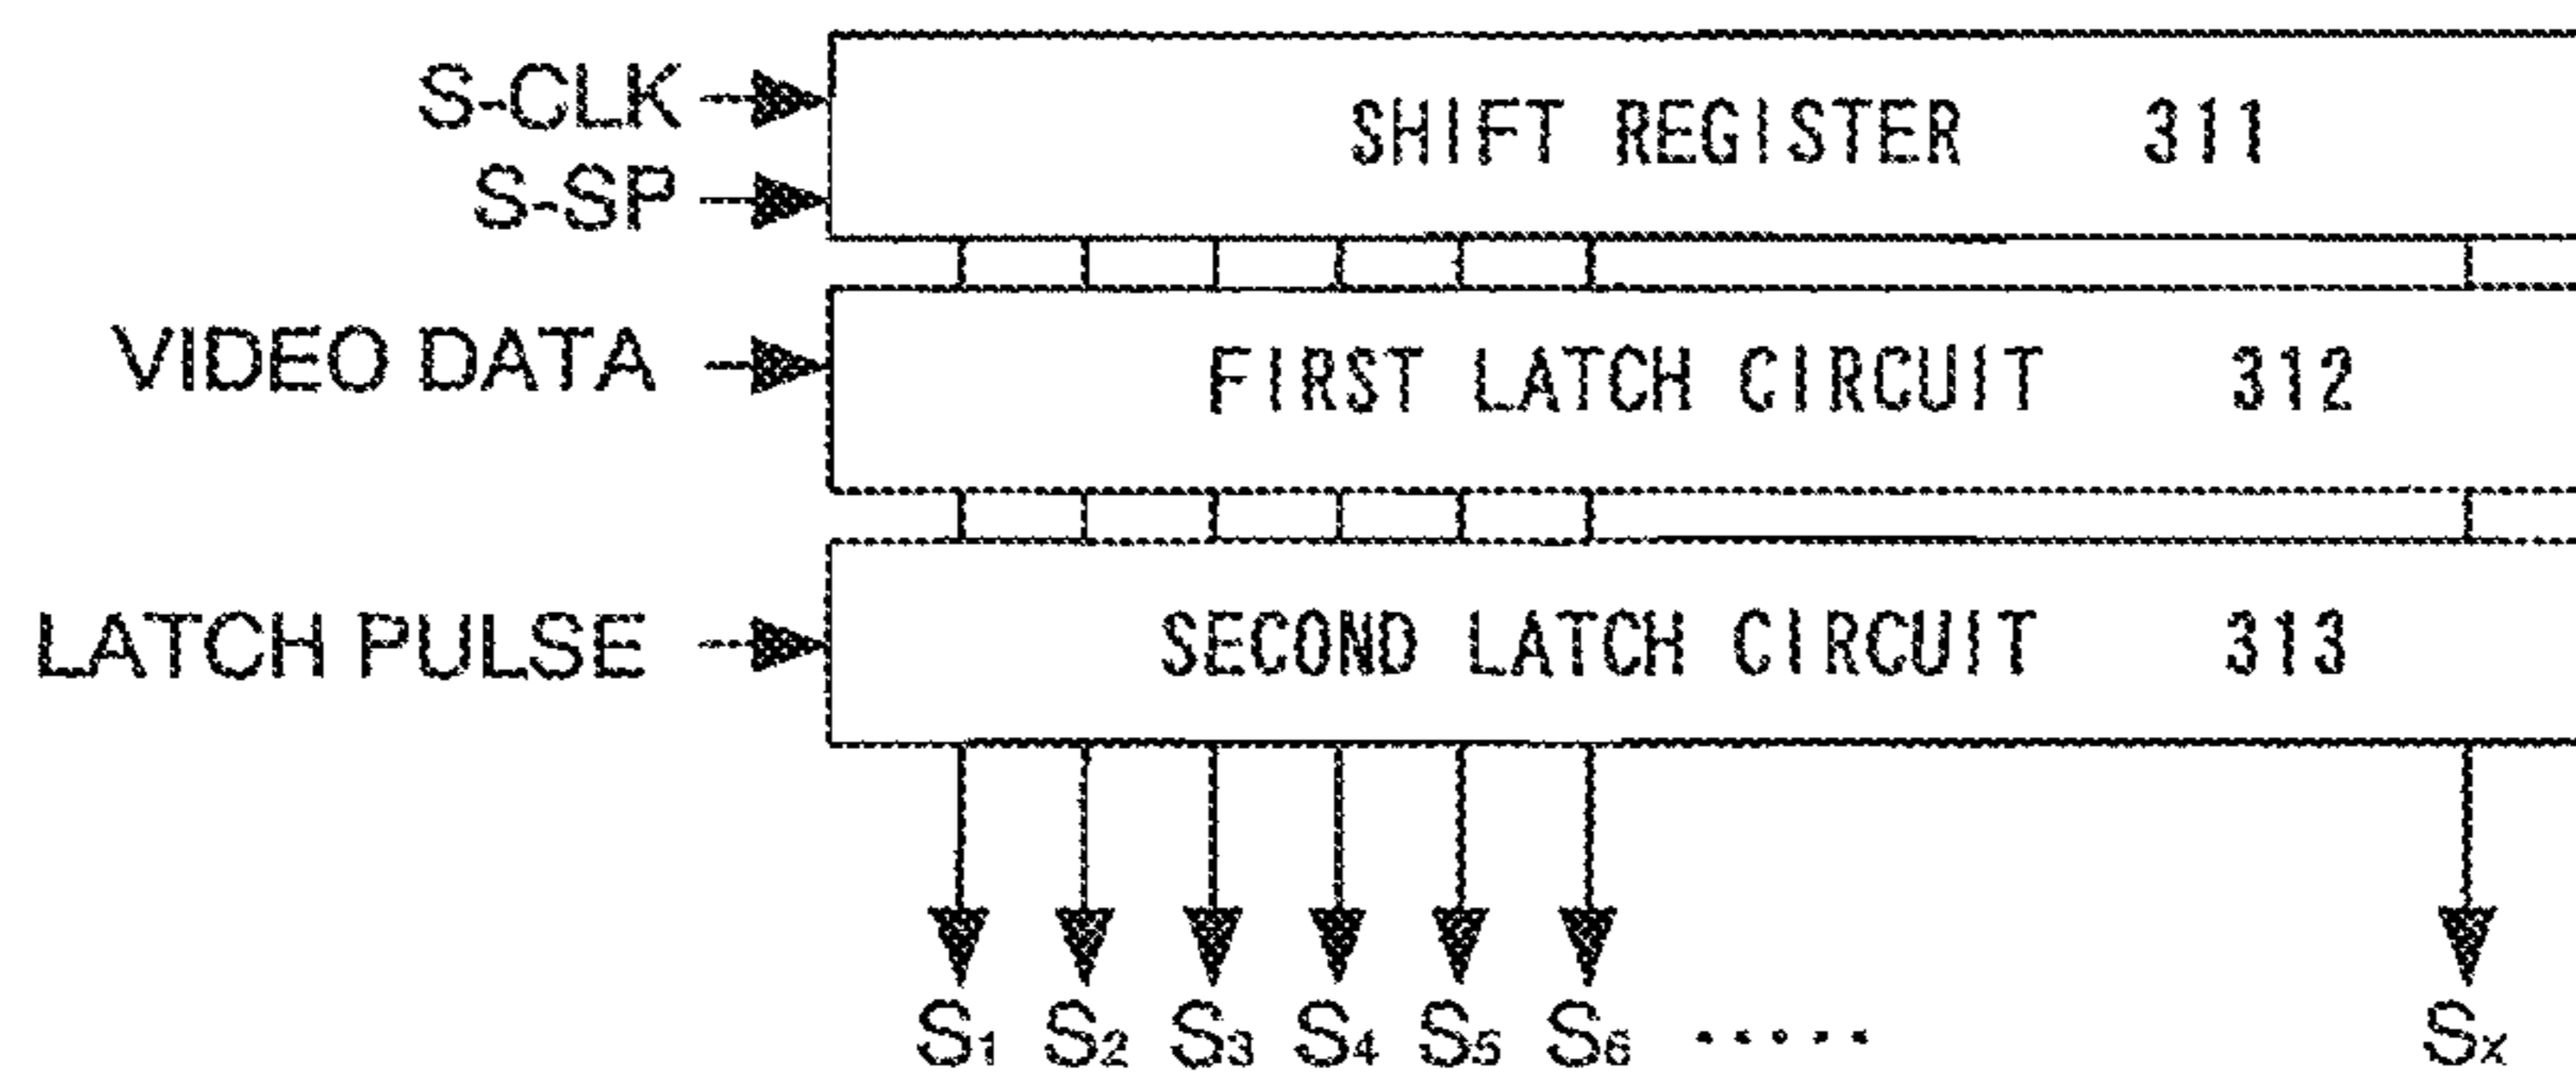 S-CLK
SHIFT REGISTER 311
S-SP
VIDEO DATA
FIRST LATCH CIRCUIT 312
LATCH PULSE
SECOND LATCH CIRCUIT 313
S1 S2 S3 S4 S5 S6 ····· Sx